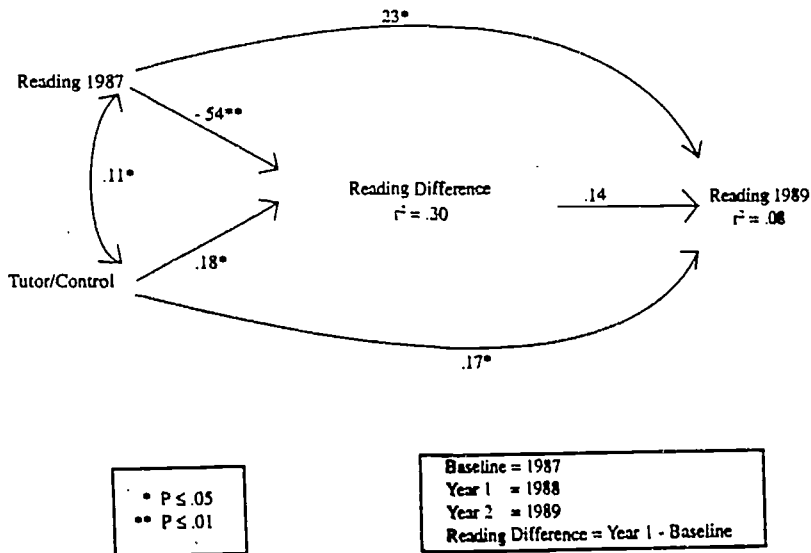 23*
Reading 1987
- 54**
.11*
Reading Difference
r² = .30
.14
Reading 1989
r² = .08
.18*
Tutor/Control
.17*
* P ≤ .05
** P ≤ .01
Baseline = 1987
Year 1 = 1988
Year 2 = 1989
Reading Difference = Year 1 - Baseline